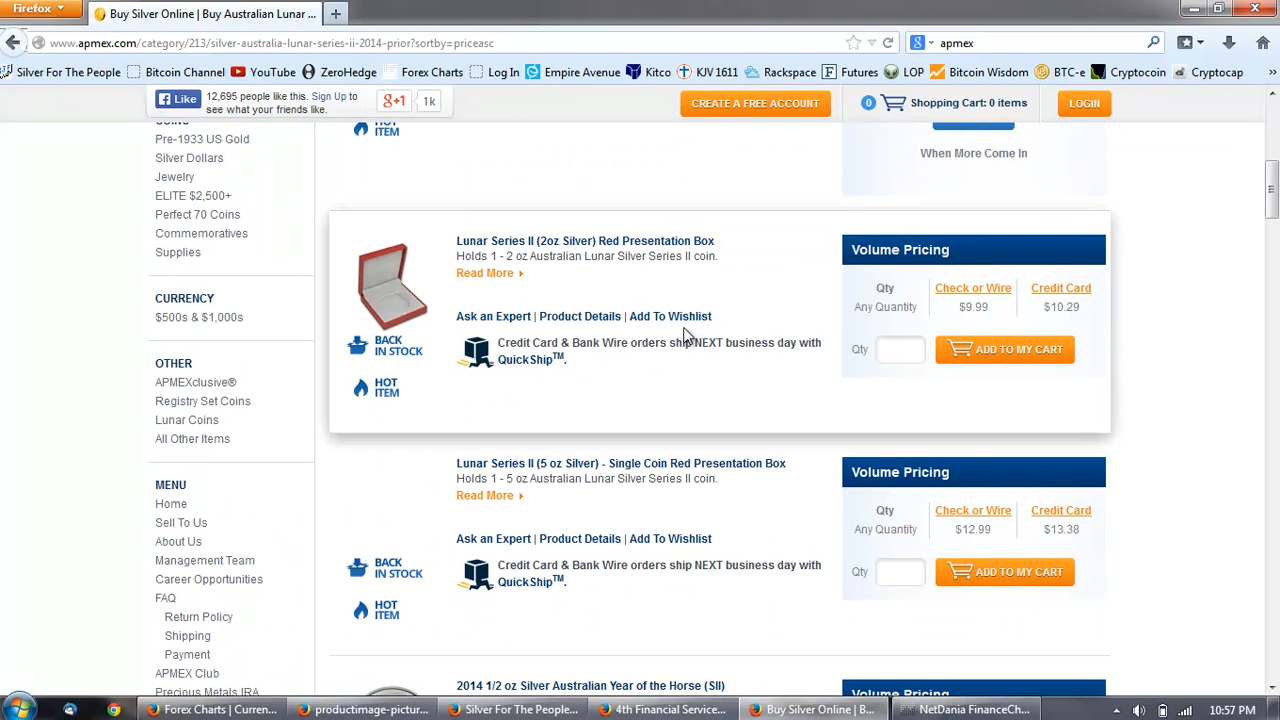 Firefox
Buy Silver Online | Buy Australian Lunar ...
www.apmex.com/category/213/silver-australia-lunar-series-ii-2014-prior?sortby=priceasc
apmex
Silver For The People
Bitcoin Channel
YouTube
ZeroHedge
Forex Charts
Log In
Empire Avenue
Kitco
KJV 1611
Rackspace
Futures
LOP
Bitcoin Wisdom
BTC-e
Cryptocoin
Cryptocap
Like
12,695 people like this. Sign Up to
see what your friends like.
+1
1k
CREATE A FREE ACCOUNT
0
Shopping Cart: 0 items
LOGIN
COINS
Pre-1933 US Gold
Silver Dollars
Jewelry
ELITE $2,500+
Perfect 70 Coins
Commemoratives
Supplies
CURRENCY
$500s & $1,000s
OTHER
APMEXclusive®
Registry Set Coins
Lunar Coins
All Other Items
MENU
Home
Sell To Us
About Us
Management Team
Career Opportunities
FAQ
Return Policy
Shipping
Payment
APMEX Club
Precious Metals IRA
HOT
ITEM
When More Come In
Lunar Series II (2oz Silver) Red Presentation Box
Holds 1 - 2 oz Australian Lunar Silver Series II coin.
Read More
Ask an Expert | Product Details | Add To Wishlist
BACK
IN STOCK
Credit Card & Bank Wire orders ship NEXT business day with
QuickShip™.
HOT
ITEM
Volume Pricing
Qty
Check or Wire
Credit Card
Any Quantity
$9.99
$10.29
Qty
ADD TO MY CART
Lunar Series II (5 oz Silver) - Single Coin Red Presentation Box
Holds 1 - 5 oz Australian Lunar Silver Series II coin.
Read More
Ask an Expert | Product Details | Add To Wishlist
BACK
IN STOCK
Credit Card & Bank Wire orders ship NEXT business day with
QuickShip™.
HOT
ITEM
Volume Pricing
Qty
Check or Wire
Credit Card
Any Quantity
$12.99
$13.38
Qty
ADD TO MY CART
2014 1/2 oz Silver Australian Year of the Horse (SII)
Volume Pricing
Forex Charts | Curren...
productimage-pictur...
Silver For The People...
4th Financial Service...
Buy Silver Online | B...
NetDania FinanceCh...
10:57 PM